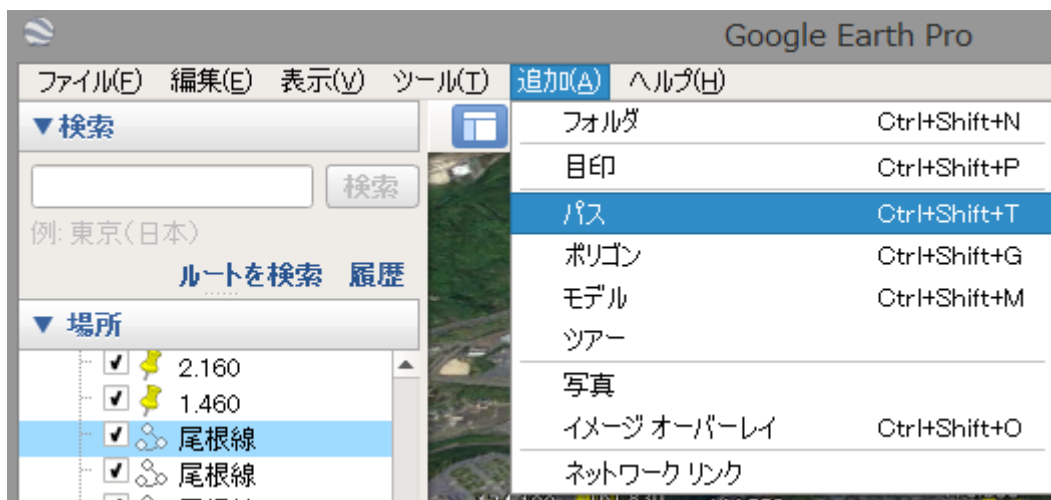 Google Earth Pro
ファイル(F) 編集(E) 表示(V) ツール(T) 追加(A) ヘルプ(H)
▼検索
検索
例: 東京(日本)
ルートを検索 履歴
▼ 場所
2.160
1.460
尾根線
尾根線
フォルダ Ctrl+Shift+N
目印 Ctrl+Shift+P
パス Ctrl+Shift+T
ポリゴン Ctrl+Shift+G
モデル Ctrl+Shift+M
ツアー
写真
イメージ オーバーレイ Ctrl+Shift+O
ネットワーク リンク